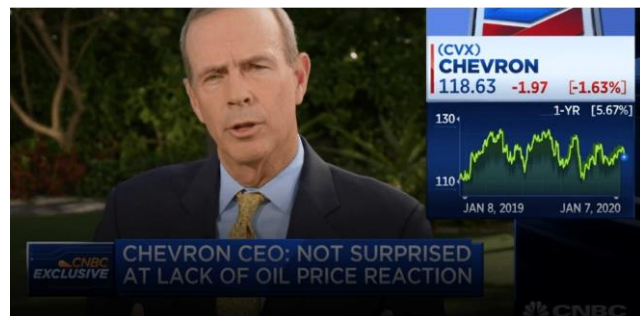 (CVX)
CHEVRON
118.63 -1.97 [-1.63%]
1-YR [5.67%]
130
110
JAN 8, 2019 JAN 7, 2020
CNBC
EXCLUSIVE
CHEVRON CEO: NOT SURPRISED
AT LACK OF OIL PRICE REACTION
CNBC